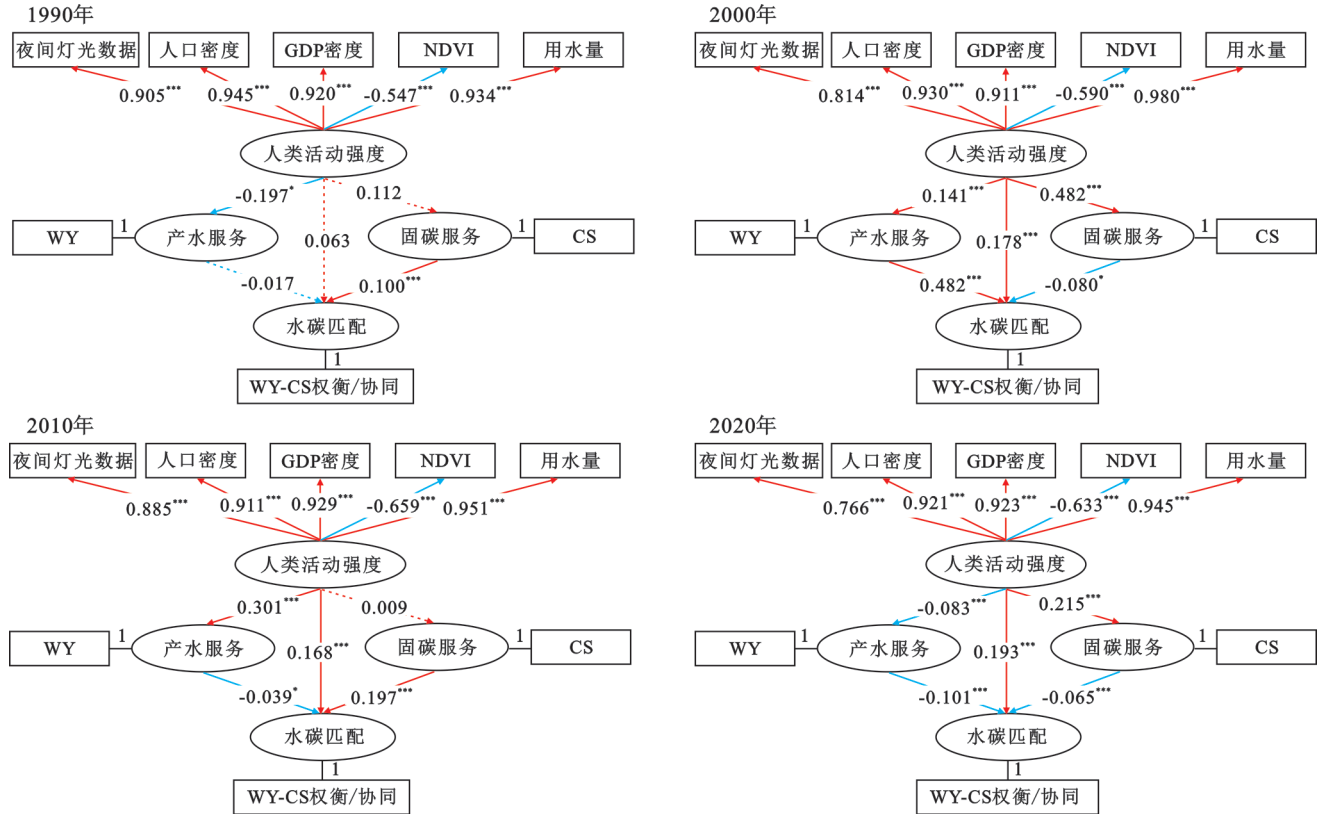 1990年
夜间灯光数据 人口密度 GDP密度 NDVI 用水量
0.905*** 0.945*** 0.920*** -0.547*** 0.934***
人类活动强度
-0.197* 0.112
WY 1 产水服务 0.063 固碳服务 1 CS
-0.017 0.100***
水碳匹配
1
WY-CS权衡/协同
2000年
夜间灯光数据 人口密度 GDP密度 NDVI 用水量
0.814*** 0.930*** 0.911*** -0.590*** 0.980***
人类活动强度
0.141*** 0.482***
WY 1 产水服务 0.178*** 固碳服务 1 CS
0.482*** -0.080*
水碳匹配
1
WY-CS权衡/协同
2010年
夜间灯光数据 人口密度 GDP密度 NDVI 用水量
0.885*** 0.911*** 0.929*** -0.659*** 0.951***
人类活动强度
0.301*** 0.009
WY 1 产水服务 0.168*** 固碳服务 1 CS
-0.039* 0.197***
水碳匹配
1
WY-CS权衡/协同
2020年
夜间灯光数据 人口密度 GDP密度 NDVI 用水量
0.766*** 0.921*** 0.923*** -0.633*** 0.945***
人类活动强度
-0.083*** 0.215***
WY 1 产水服务 0.193*** 固碳服务 1 CS
-0.101*** -0.065***
水碳匹配
1
WY-CS权衡/协同